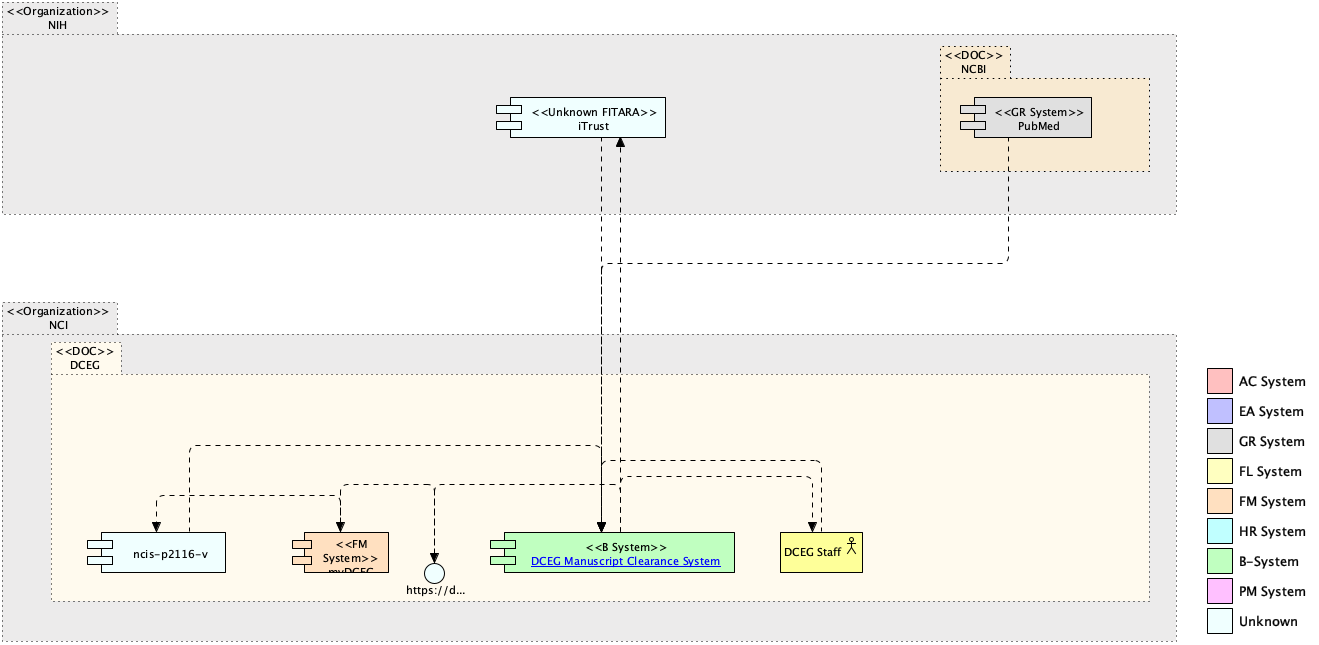 <<Organization>>
NIH
<<DOC>>
NCBI
<<Unknown FITARA>>
iTrust
<<GR System>>
PubMed
<<Organization>>
NCI
<<DOC>>
DCEG
ncis-p2116-v
<<FM
System>>
myDCEG
https://d...
<<B System>>
DCEG Manuscript Clearance System
DCEG Staff
AC System
EA System
GR System
FL System
FM System
HR System
B-System
PM System
Unknown